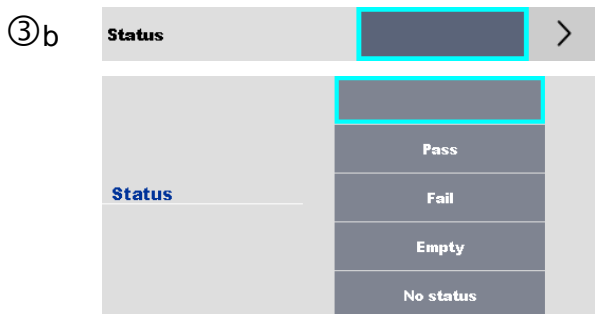 ③b Status >
Pass
Status
Fail
Empty
No status